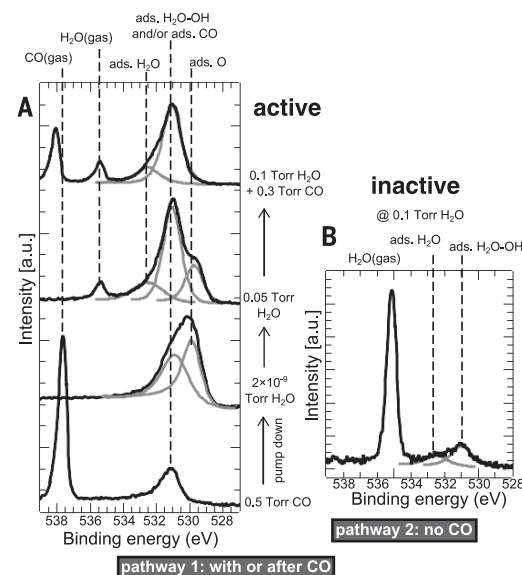 ads. H₂O-OH
and/or ads. CO
H₂O(gas)
CO(gas)
ads. H₂O
ads. O
A
active
0.1 Torr H₂O
+ 0.3 Torr CO
0.05 Torr
H₂O
2×10⁻⁹
Torr H₂O
pump down
0.5 Torr CO
Intensity [a.u.]
538 536 534 532 530 528
Binding energy (eV)
pathway 1: with or after CO
inactive
@ 0.1 Torr H₂O
B
ads. H₂O
H₂O(gas)
ads. H₂O-OH
Intensity [a.u.]
538 536 534 532 530 528
Binding energy (eV)
pathway 2: no CO